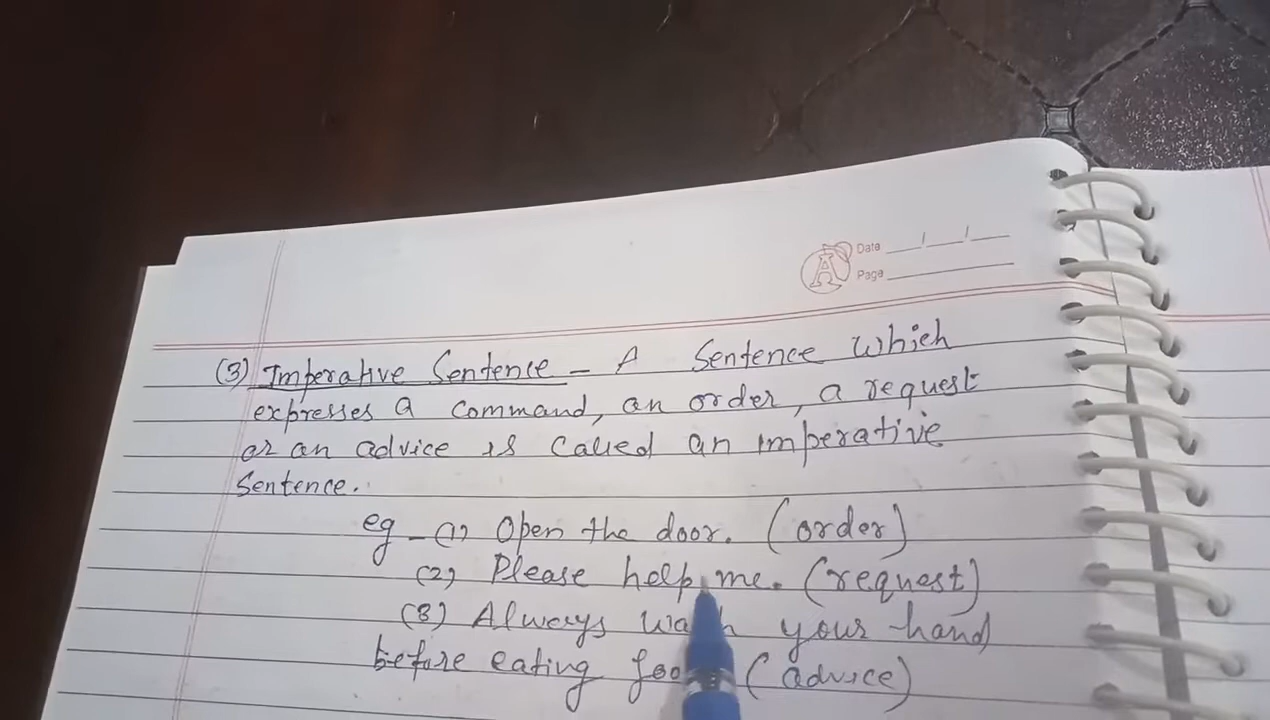 A
Date
Page
(3) Imperative Sentence - A Sentence which
expresses a command, an order, a request
or an advice is called an imperative
Sentence.
eg - (1) Open the door. (order)
(2) Please help me. (request)
(3) Always your hand
before eating (advice)